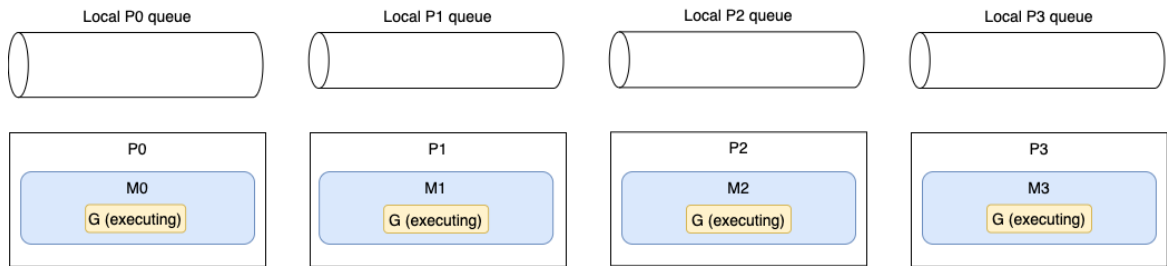 Local P0 queue
Local P1 queue
Local P2 queue
Local P3 queue
P0
P1
P2
P3
M0
M1
M2
M3
G (executing)
G (executing)
G (executing)
G (executing)